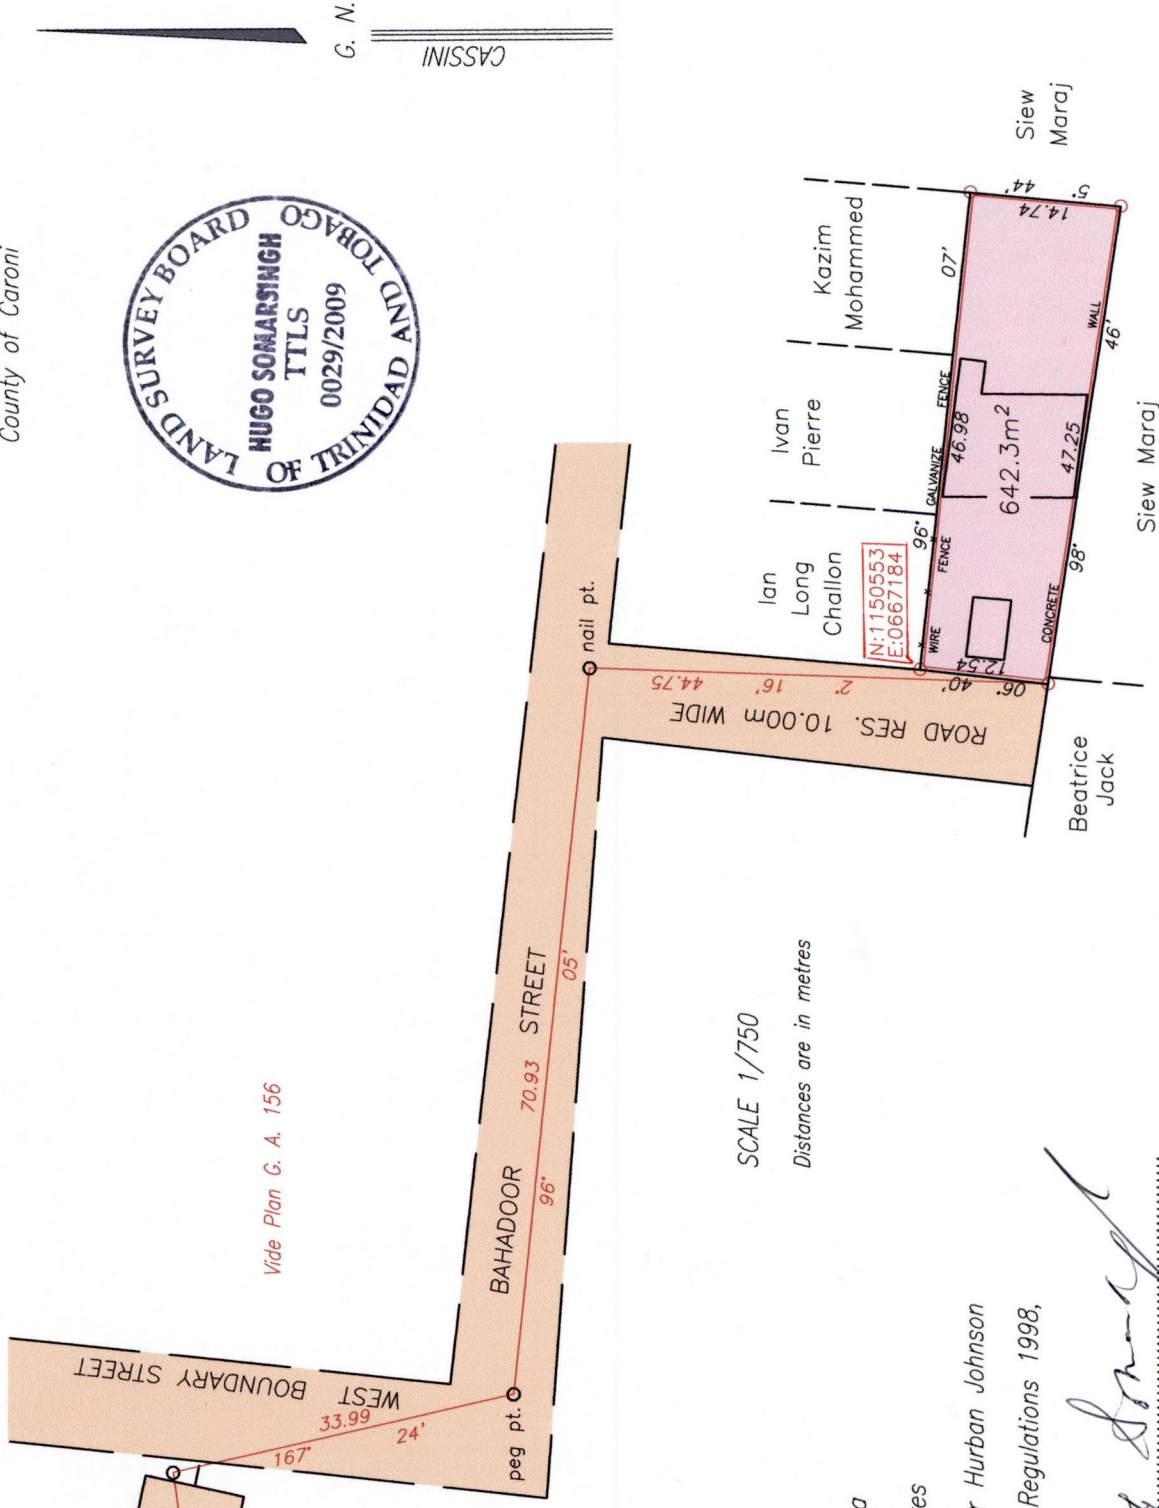 County of Caroni
G. N.
CASSINI
LAND SURVEY BOARD
HUGO SOMARSINGH
TTLS
0029/2009
OF TRINIDAD AND TOBAGO
Vide Plan G. A. 156
WEST BOUNDARY STREET
33.99
167° 24'
peg pt.
BAHADOOR STREET
70.93
96° 05'
nail pt.
ROAD RES. 10.00m WIDE
44.75
2° 16'
Ian
Long
Challon
Ivan
Pierre
Kazim
Mohammed
Siew
Maraj
N:1150553
E:0667184
96° 07'
WIRE FENCE
GALVANIZE FENCE
46.98
642.3m²
47.25
12.54
06° 40'
14.74
5° 44'
CONCRETE WALL
98° 46'
Siew Maraj
Beatrice
Jack
SCALE 1/750
Distances are in metres
Hurban Johnson
Regulations 1998,